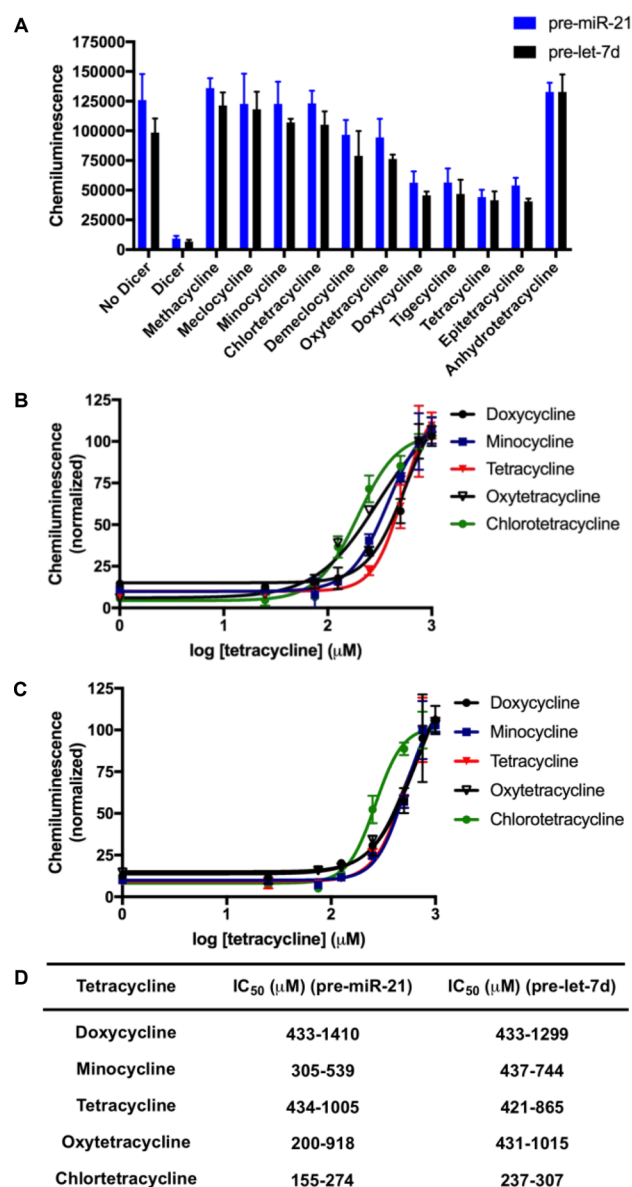 A
pre-miR-21
pre-let-7d
Chemiluminescence
175000
150000
125000
100000
75000
50000
25000
0
No Dicer
Dicer
Methacycline
Meclocycline
Minocycline
Chlortetracycline
Demeclocycline
Oxytetracycline
Doxycycline
Tigecycline
Tetracycline
Epitetracycline
Anhydrotetracycline
B
Chemiluminescence
(normalized)
125
100
75
50
25
0
0 1 2 3
log [tetracycline] (μM)
Doxycycline
Minocycline
Tetracycline
Oxytetracycline
Chlorotetracycline
C
Chemiluminescence
(normalized)
125
100
75
50
25
0
0 1 2 3
log [tetracycline] (μM)
Doxycycline
Minocycline
Tetracycline
Oxytetracycline
Chlorotetracycline
D
Tetracycline IC50 (μM) (pre-miR-21) IC50 (μM) (pre-let-7d)
Doxycycline 433-1410 433-1299
Minocycline 305-539 437-744
Tetracycline 434-1005 421-865
Oxytetracycline 200-918 431-1015
Chlortetracycline 155-274 237-307